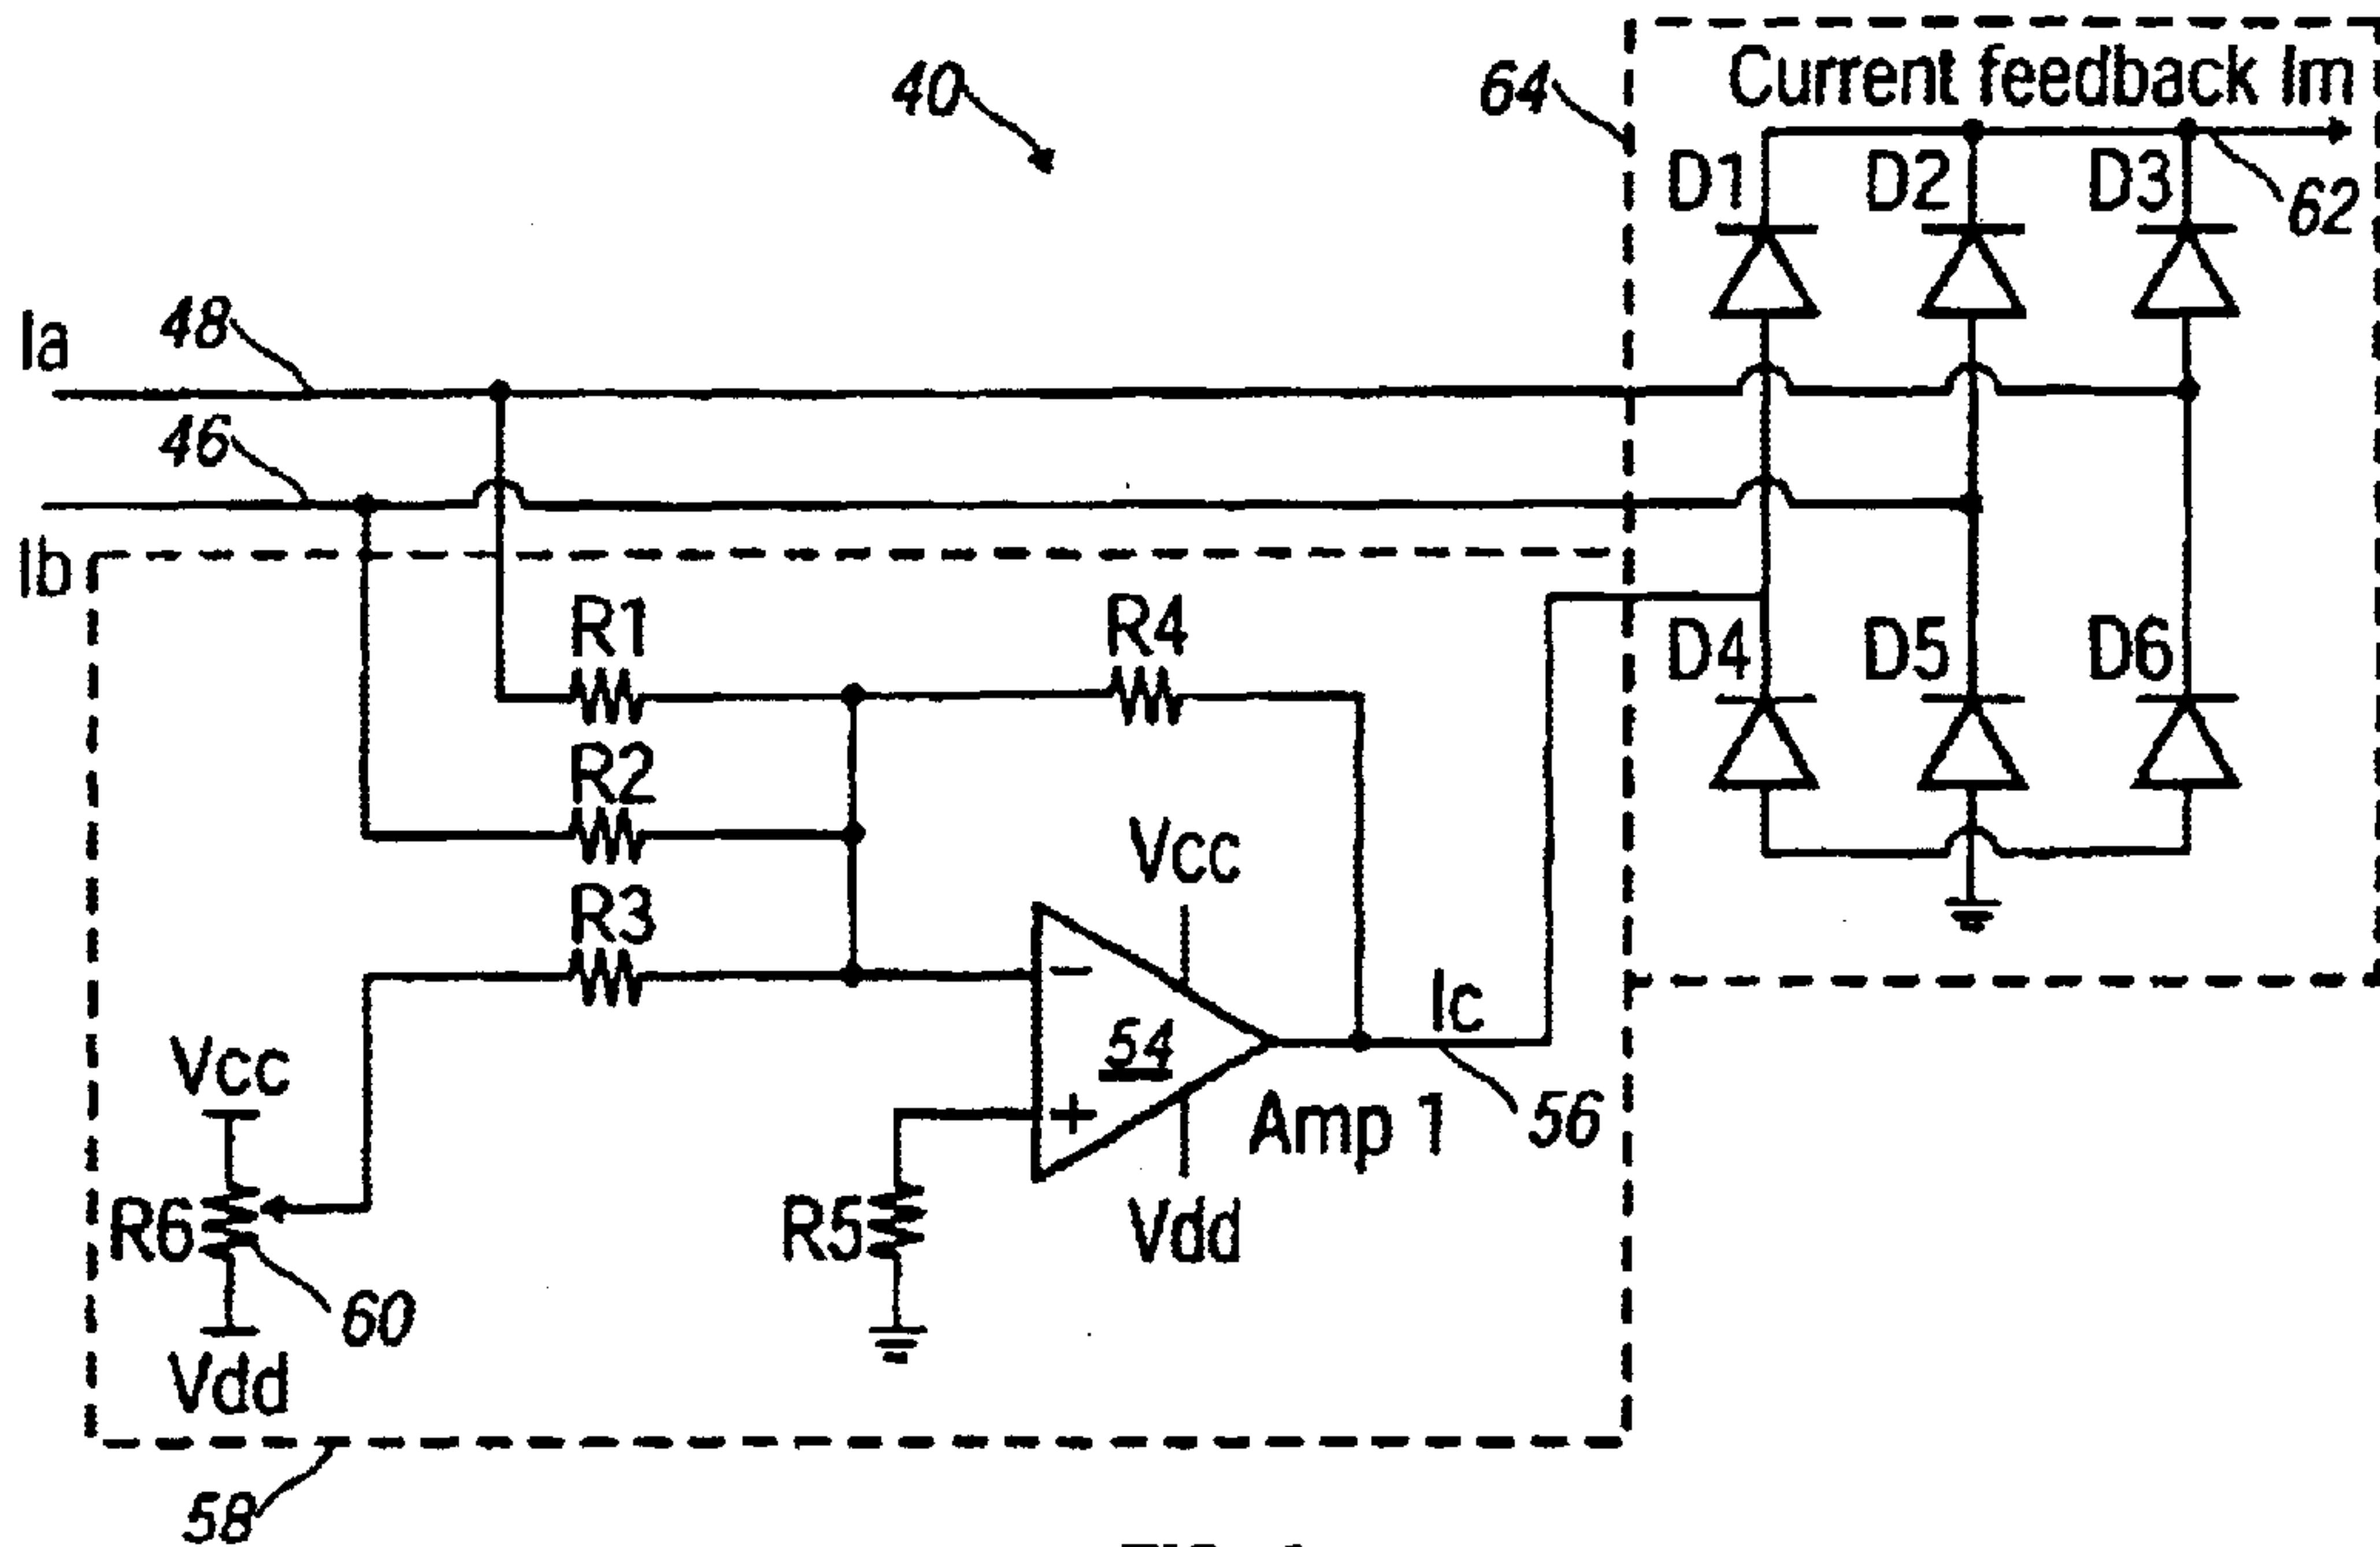 Current feedback Im
40
64
D1
D2
D3
62
Ia
48
46
Ib
R1
R4
D4
D5
D6
R2
Vcc
R3
-
Ic
54
Vcc
+
Amp 1
56
R6
R5
Vdd
60
Vdd
58